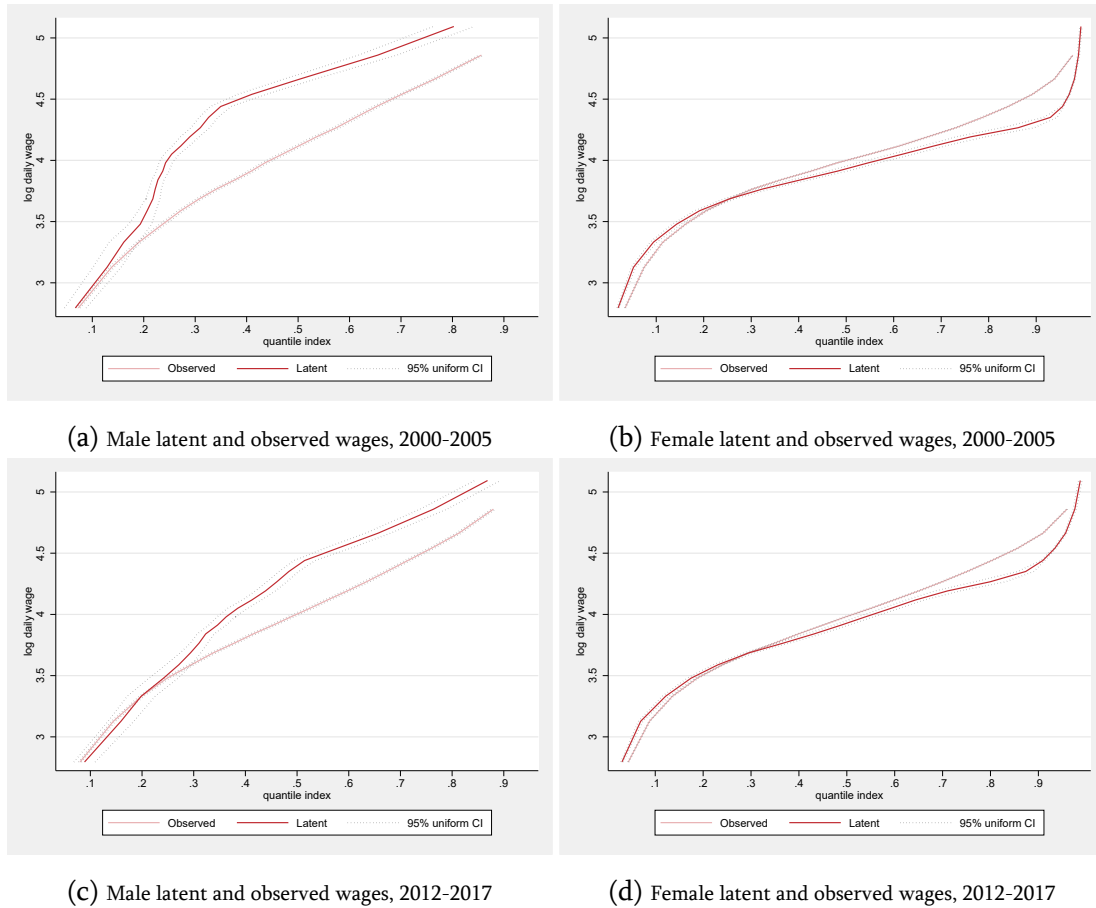 5
4.5
4
3.5
3
log daily wage
.1 .2 .3 .4 .5 .6 .7 .8 .9
quantile index
Observed Latent 95% uniform CI
(a) Male latent and observed wages, 2000-2005
5
4.5
4
3.5
3
log daily wage
.1 .2 .3 .4 .5 .6 .7 .8 .9 1
quantile index
Observed Latent 95% uniform CI
(b) Female latent and observed wages, 2000-2005
5
4.5
4
3.5
3
log daily wage
.1 .2 .3 .4 .5 .6 .7 .8 .9
quantile index
Observed Latent 95% uniform CI
(c) Male latent and observed wages, 2012-2017
5
4.5
4
3.5
3
log daily wage
.1 .2 .3 .4 .5 .6 .7 .8 .9 1
quantile index
Observed Latent 95% uniform CI
(d) Female latent and observed wages, 2012-2017